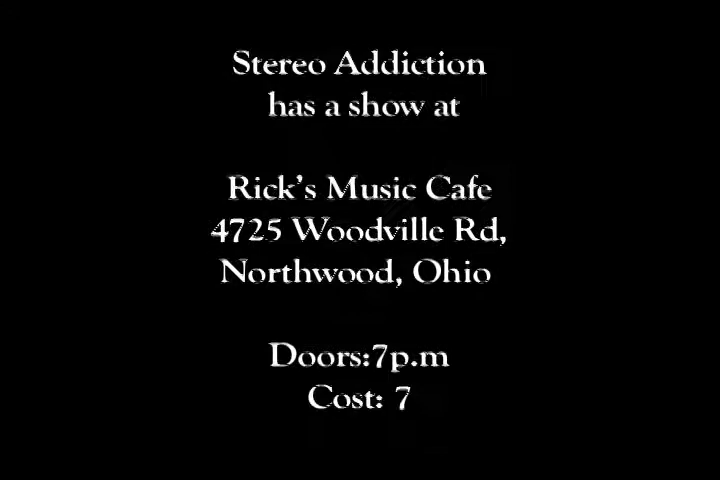 Stereo Addiction
has a show at
Rick's Music Cafe
4725 Woodville Rd,
Northwood, Ohio
Doors:7p.m
Cost: 7